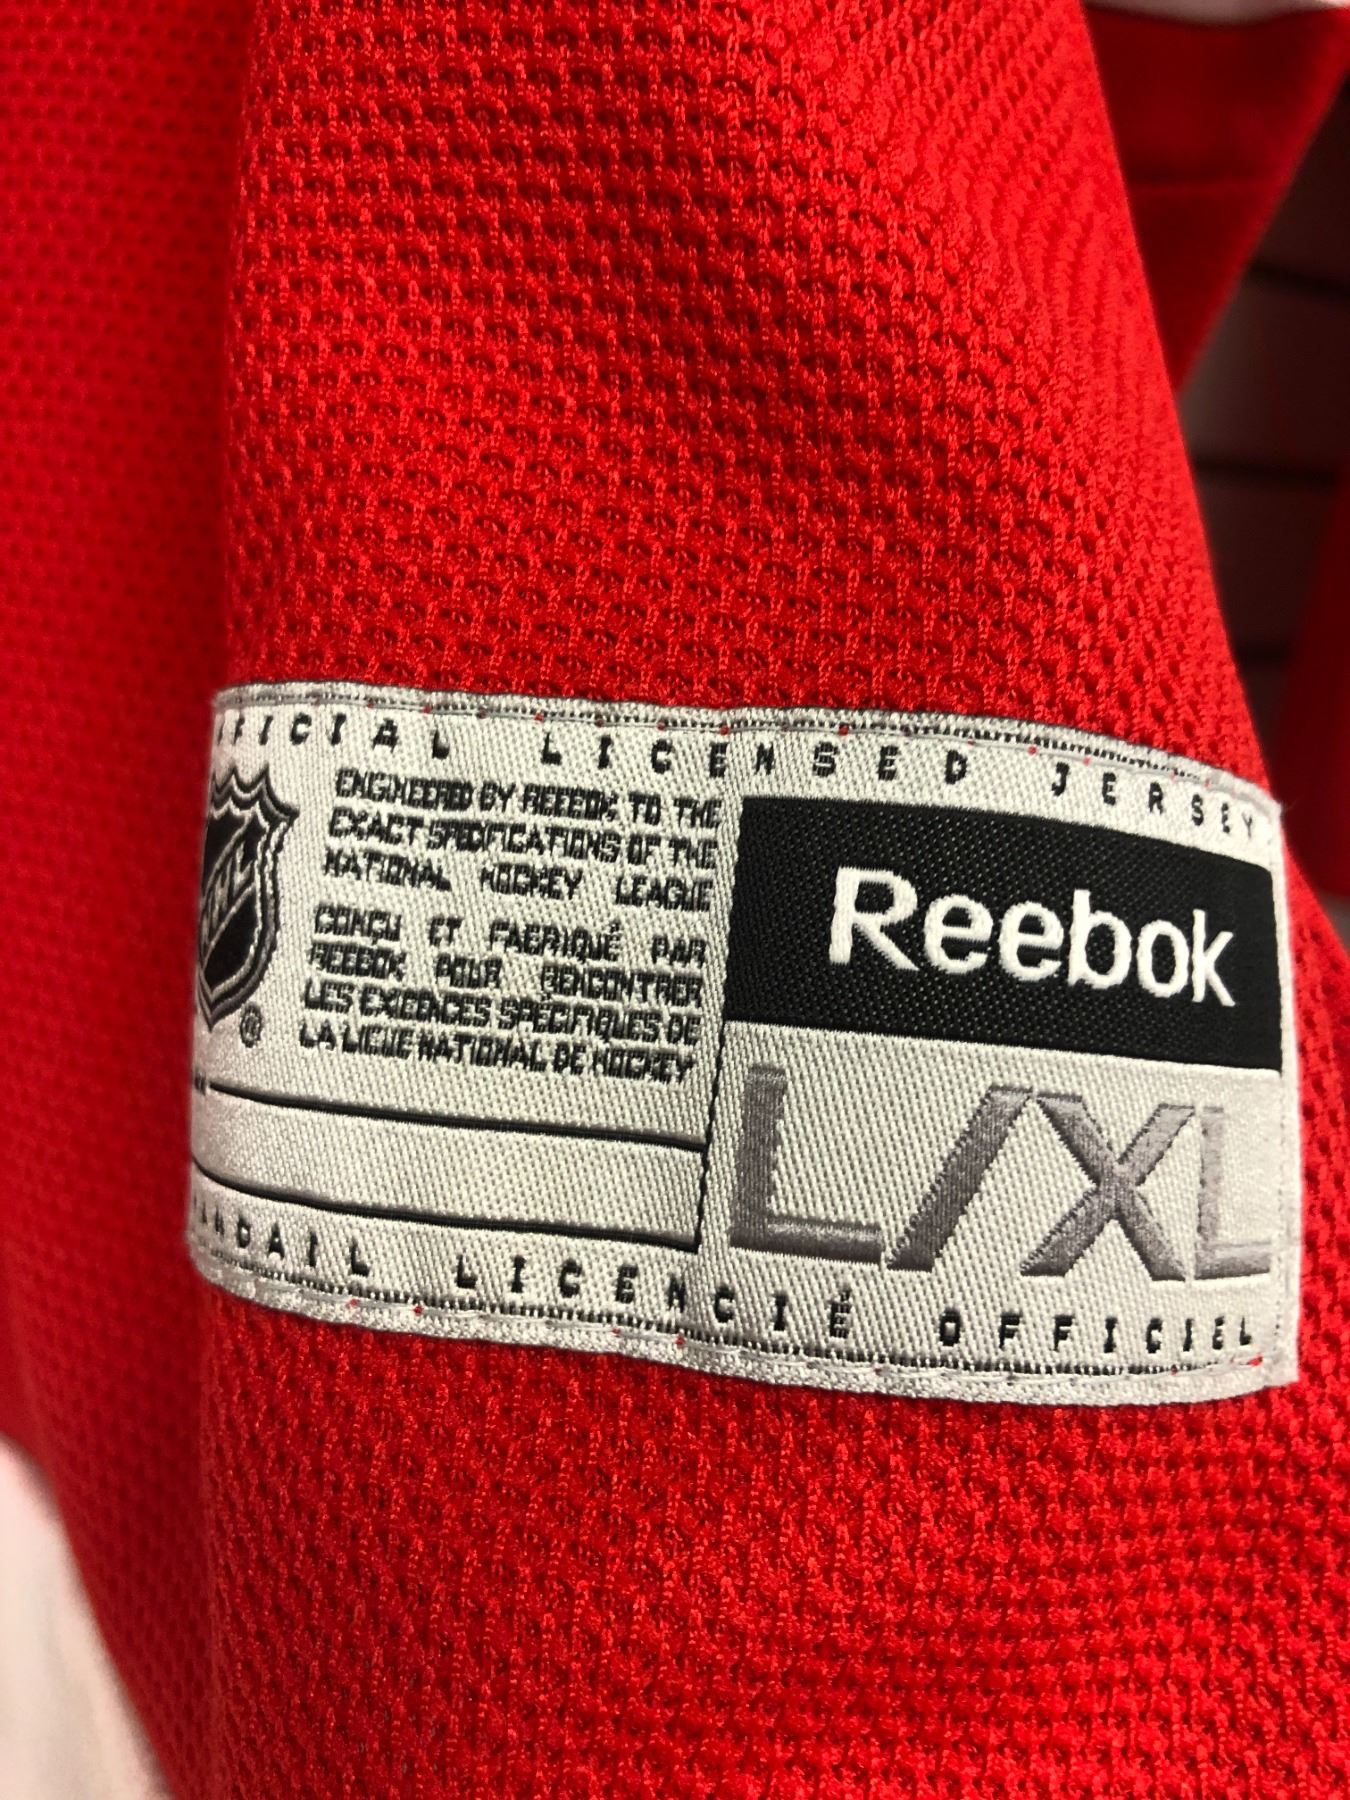 OFFICIAL LICENSED JERSEY
NHL
®
ENGINEERED BY REEBOK TO THE
EXACT SPECIFICATIONS OF THE
NATIONAL HOCKEY LEAGUE
CONÇU ET FABRIQUÉ PAR
REEBOK POUR RENCONTRER
LES EXIGENCES SPÉCIFIQUES DE
LA LIGUE NATIONAL DE HOCKEY
Reebok
L/XL
CHANDAIL LICENCIÉ OFFICIEL